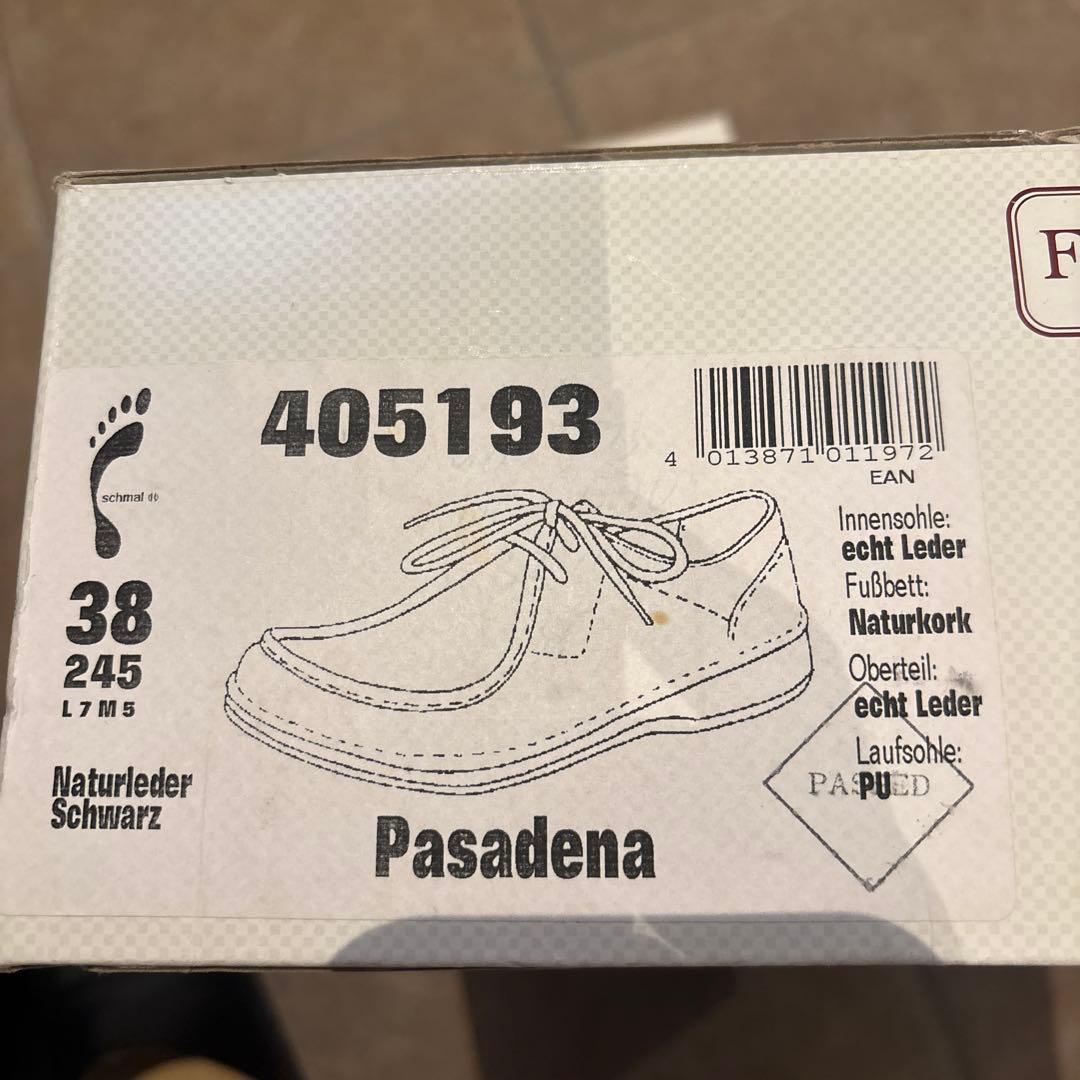 F
405193
4 013871 011972
EAN
schmal
38
245
L 7 M 5
Naturleder
Schwarz
Innensohle:
echt Leder
Fußbett:
Naturkork
Oberteil:
echt Leder
Laufsohle:
PU
PASSED
Pasadena